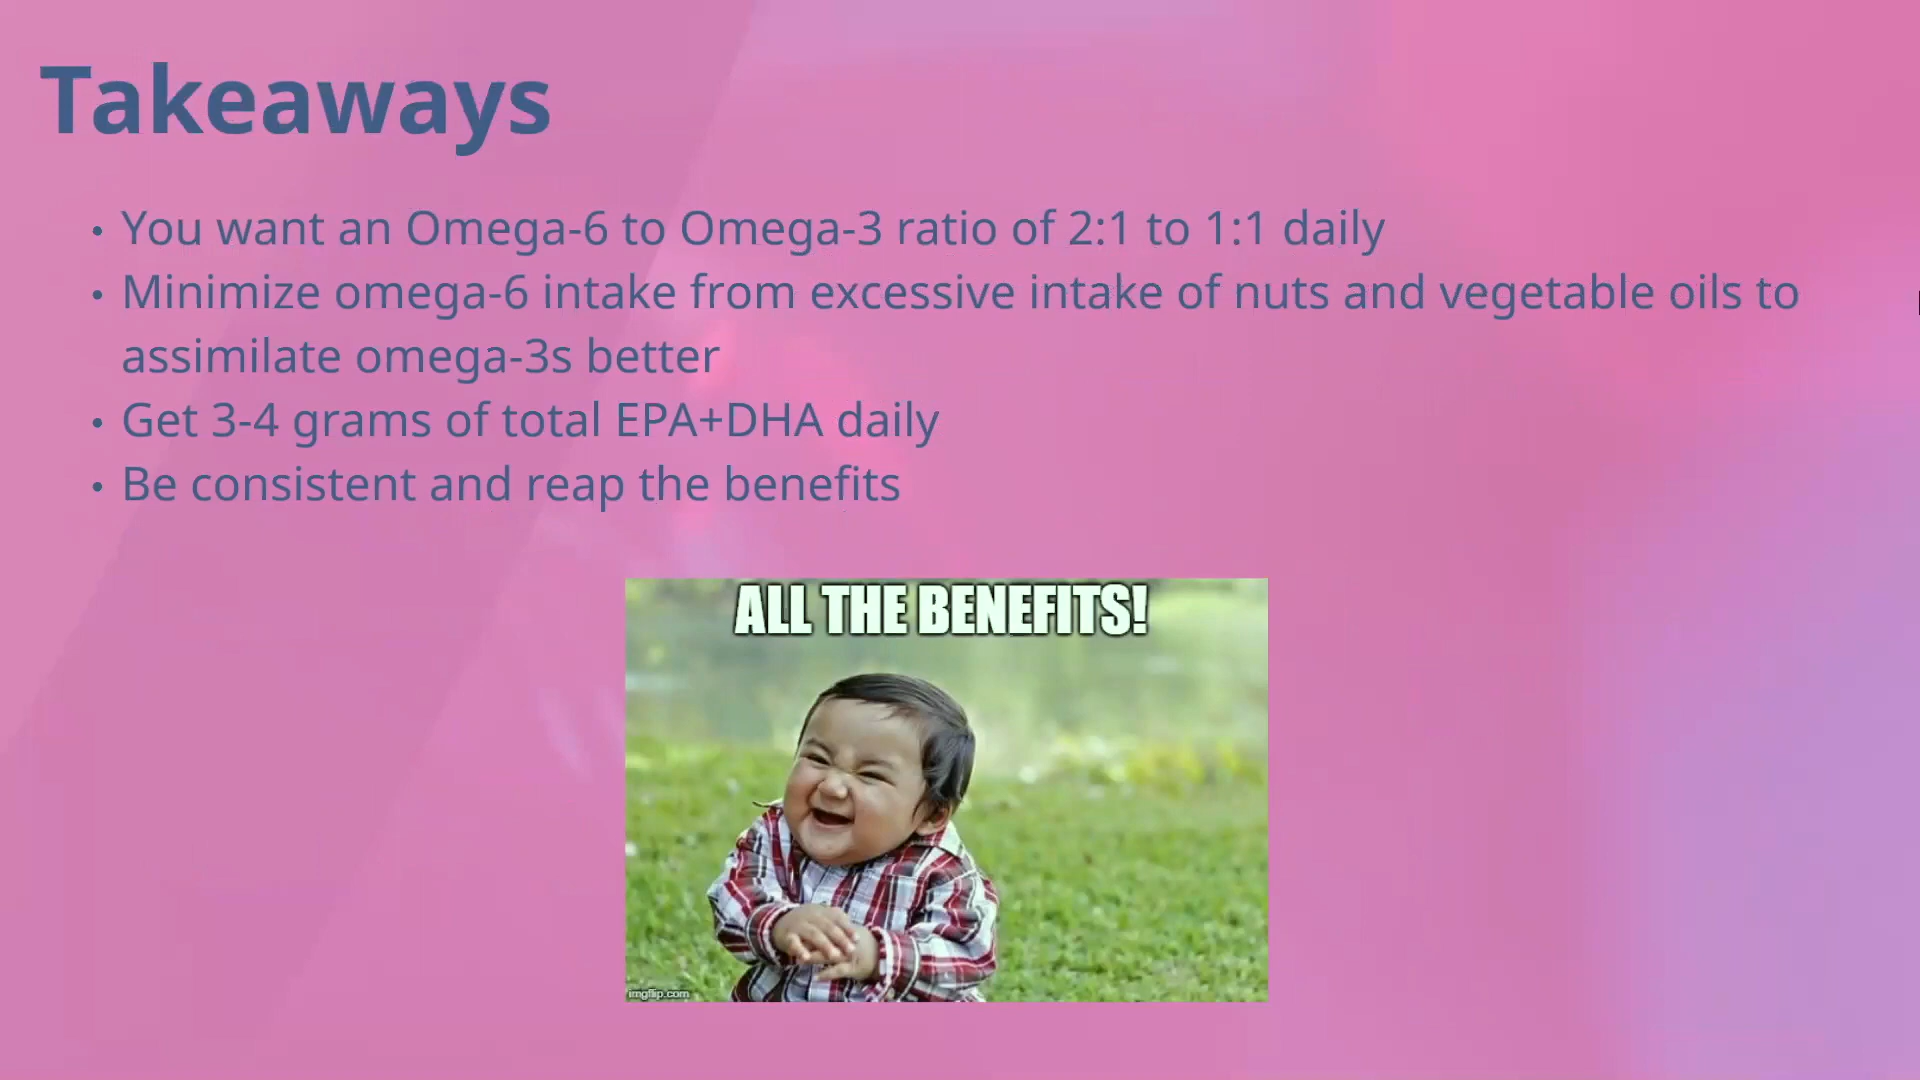 Takeaways
• You want an Omega-6 to Omega-3 ratio of 2:1 to 1:1 daily
• Minimize omega-6 intake from excessive intake of nuts and vegetable oils to
assimilate omega-3s better
• Get 3-4 grams of total EPA+DHA daily
• Be consistent and reap the benefits
ALL THE BENEFITS!
imgflip.com